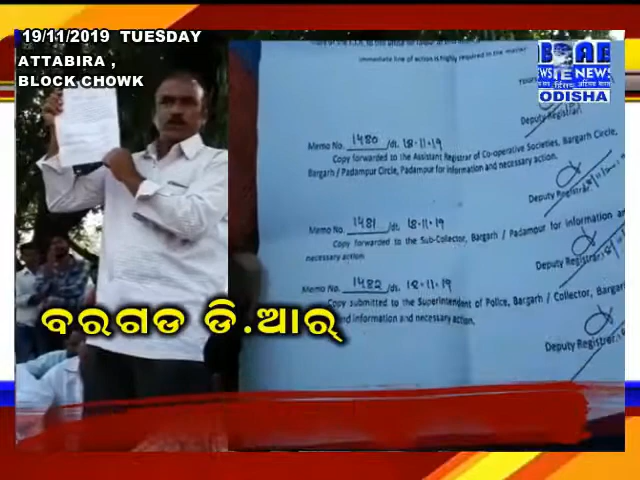 19/11/2019 TUESDAY
ATTABIRA ,
BLOCK CHOWK
NEWS
ODISHA
immediate line of action is highly required in the matter
Deputy Registrar
Memo No. 1480 /dt. 18.11.19
Copy forwarded to the Assistant Registrar of Co-operative Societies, Bargarh Circle,
Bargarh / Padampur Circle, Padampur for information and necessary action.
Deputy Registrar
Memo No. 1481 /dt. 18.11.19
Copy forwarded to the Sub-Collector, Bargarh / Padampur for information and
necessary action
Deputy Registrar
Memo No. 1482 /dt. 18.11.19
Copy submitted to the Superintendent of Police, Bargarh / Collector,
information and necessary action.
Deputy Registrar
ବରଗଡ ଡି.ଆର୍